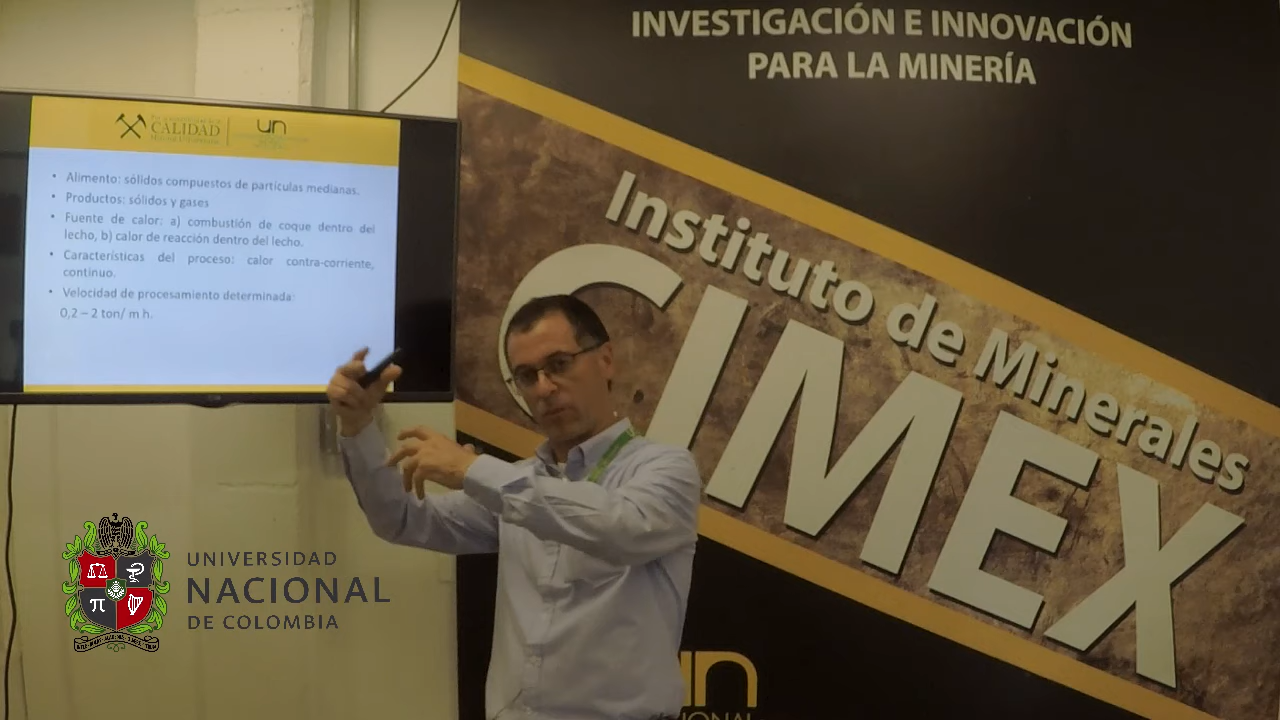 INVESTIGACIÓN E INNOVACIÓN
PARA LA MINERÍA
CALIDAD
un
• Alimento: sólidos compuestos de partículas medianas.
• Productos: sólidos y gases
• Fuente de calor: a) combustión de coque dentro del
lecho, b) calor de reacción dentro del lecho.
• Características del proceso: calor contra-corriente,
continuo.
• Velocidad de procesamiento determinada:
0,2 – 2 ton/ m h.
Instituto de Minerales
CIMEX
UNIVERSIDAD
NACIONAL
DE COLOMBIA
un